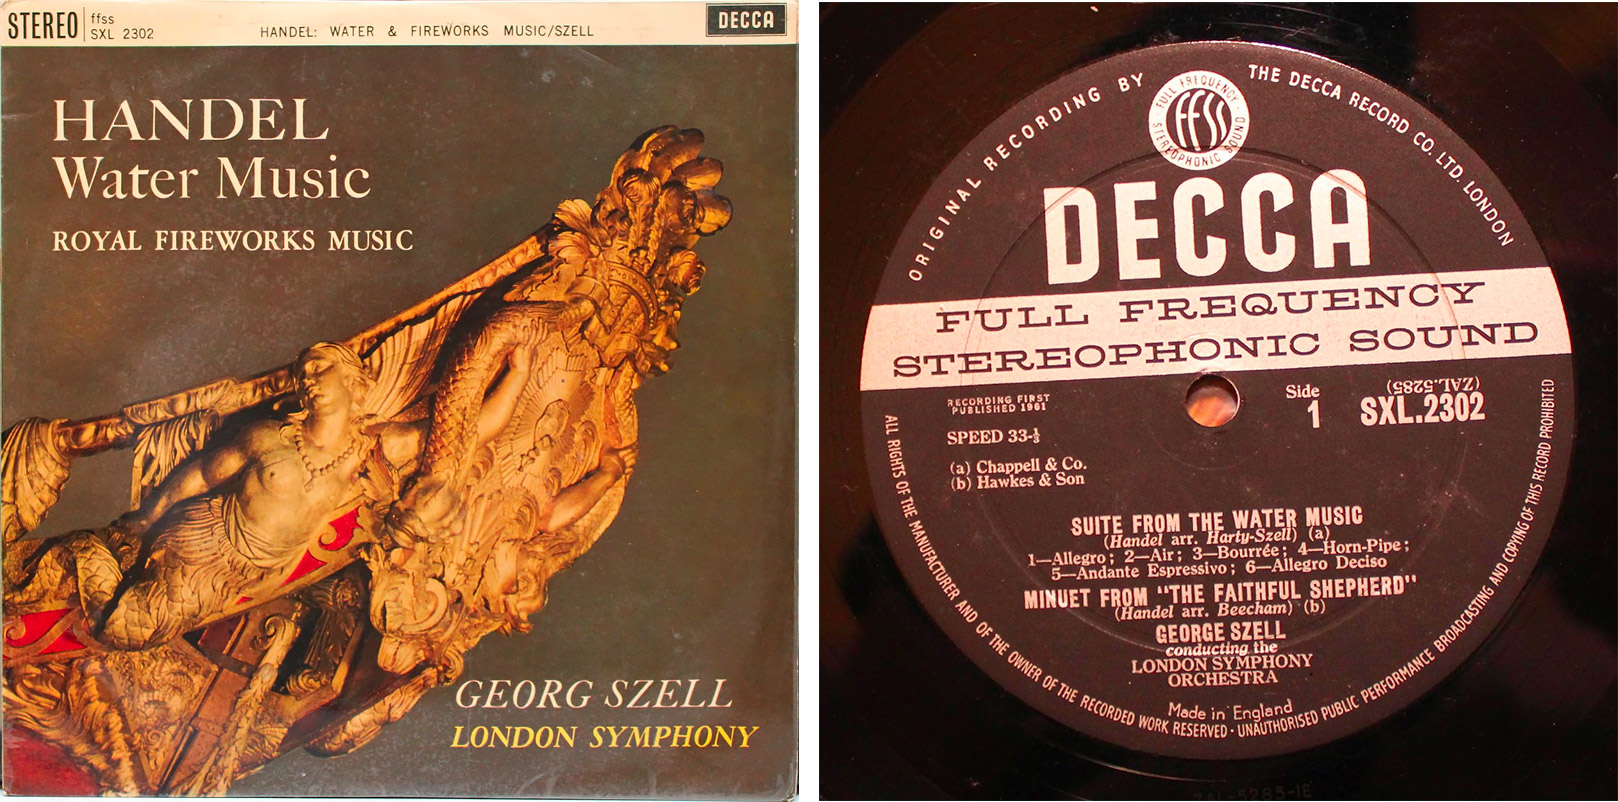 STEREO
ffss
SXL 2302
HANDEL: WATER & FIREWORKS MUSIC/SZELL
DECCA
HANDEL
Water Music
ROYAL FIREWORKS MUSIC
GEORG SZELL
LONDON SYMPHONY
ORIGINAL RECORDING BY THE DECCA RECORD CO. LTD. LONDON
FULL FREQUENCY
FFSS
STEREOPHONIC SOUND
DECCA
FULL FREQUENCY
STEREOPHONIC SOUND
RECORDING FIRST
PUBLISHED 1961
Side
1
(ZAL.5285)
SXL.2302
SPEED 33-⅓
(a) Chappell & Co.
(b) Hawkes & Son
SUITE FROM THE WATER MUSIC
(Handel arr. Harty-Szell) (a)
1—Allegro; 2—Air; 3—Bourrée; 4—Horn-Pipe;
5—Andante Espressivo; 6—Allegro Deciso
MINUET FROM "THE FAITHFUL SHEPHERD"
(Handel arr. Beecham) (b)
GEORGE SZELL
conducting the
LONDON SYMPHONY
ORCHESTRA
Made in England
ALL RIGHTS OF THE MANUFACTURER AND OF THE OWNER OF THE RECORDED WORK RESERVED · UNAUTHORISED PUBLIC PERFORMANCE BROADCASTING AND COPYING OF THIS RECORD PROHIBITED
ZAL-5285-1E